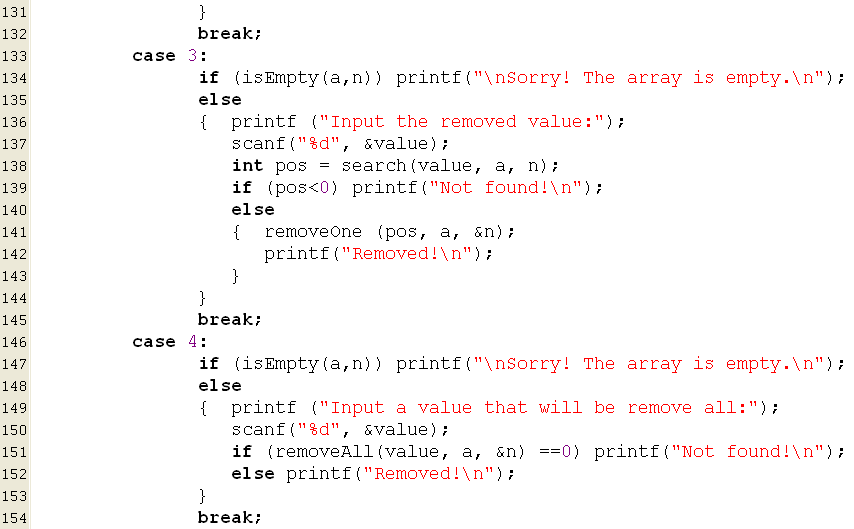 131                }
132                break;
133          case 3:
134                if (isEmpty(a,n)) printf("\nSorry! The array is empty.\n");
135                else
136                {  printf ("Input the removed value:");
137                   scanf("%d", &value);
138                   int pos = search(value, a, n);
139                   if (pos<0) printf("Not found!\n");
140                   else
141                   {  removeOne (pos, a, &n);
142                      printf("Removed!\n");
143                   }
144                }
145                break;
146          case 4:
147                if (isEmpty(a,n)) printf("\nSorry! The array is empty.\n");
148                else
149                {  printf ("Input a value that will be remove all:");
150                   scanf("%d", &value);
151                   if (removeAll(value, a, &n) ==0) printf("Not found!\n");
152                   else printf("Removed!\n");
153                }
154                break;